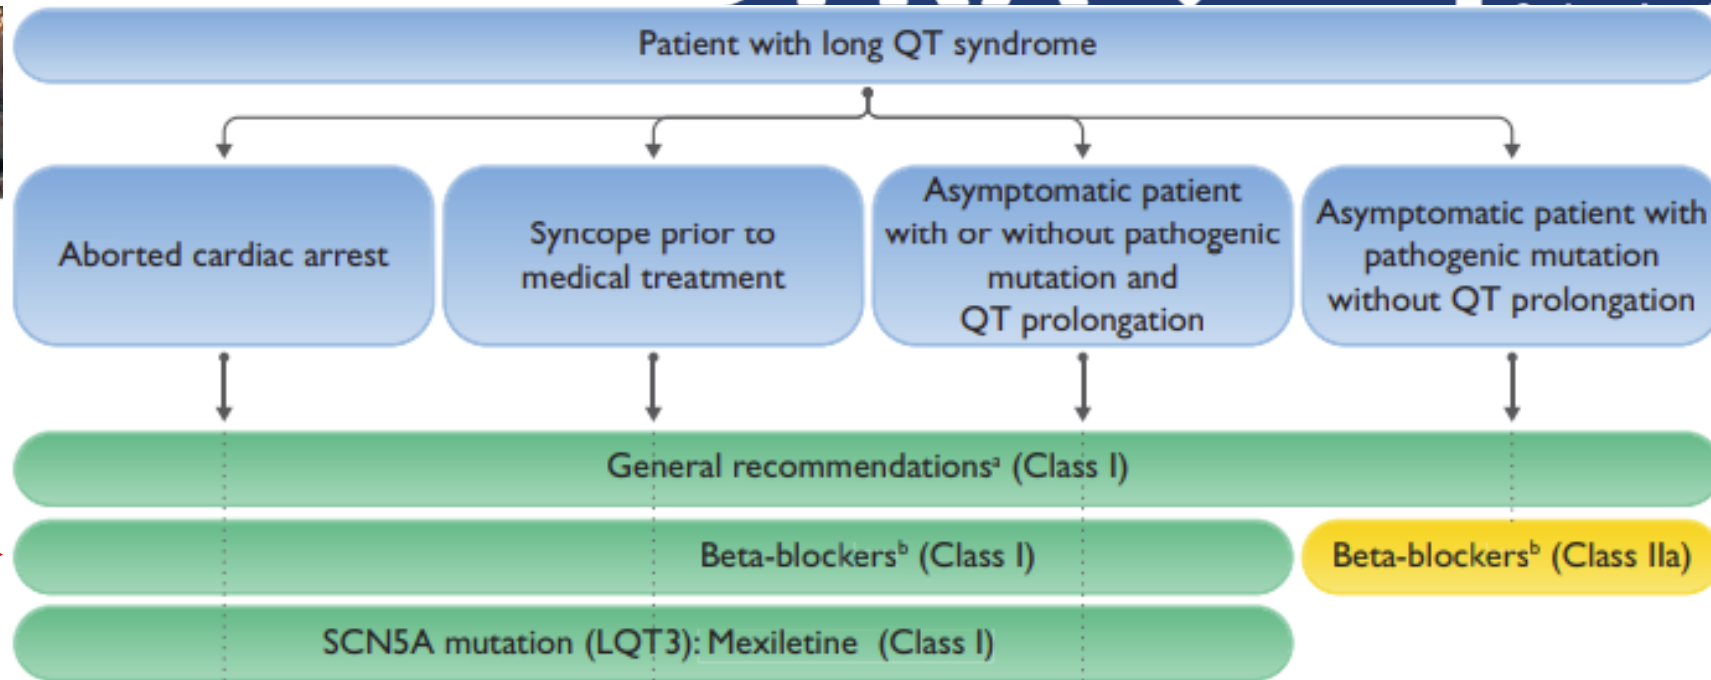 Patient with long QT syndrome
Aborted cardiac arrest
Syncope prior to
medical treatment
Asymptomatic patient
with or without pathogenic
mutation and
QT prolongation
Asymptomatic patient with
pathogenic mutation
without QT prolongation
General recommendationsᵃ (Class I)
Beta-blockersᵇ (Class I)
Beta-blockersᵇ (Class IIa)
SCN5A mutation (LQT3): Mexiletine (Class I)